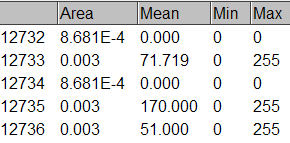 Area Mean Min Max
12732 8.681E-4 0.000 0 0
12733 0.003 71.719 0 255
12734 8.681E-4 0.000 0 0
12735 0.003 170.000 0 255
12736 0.003 51.000 0 255